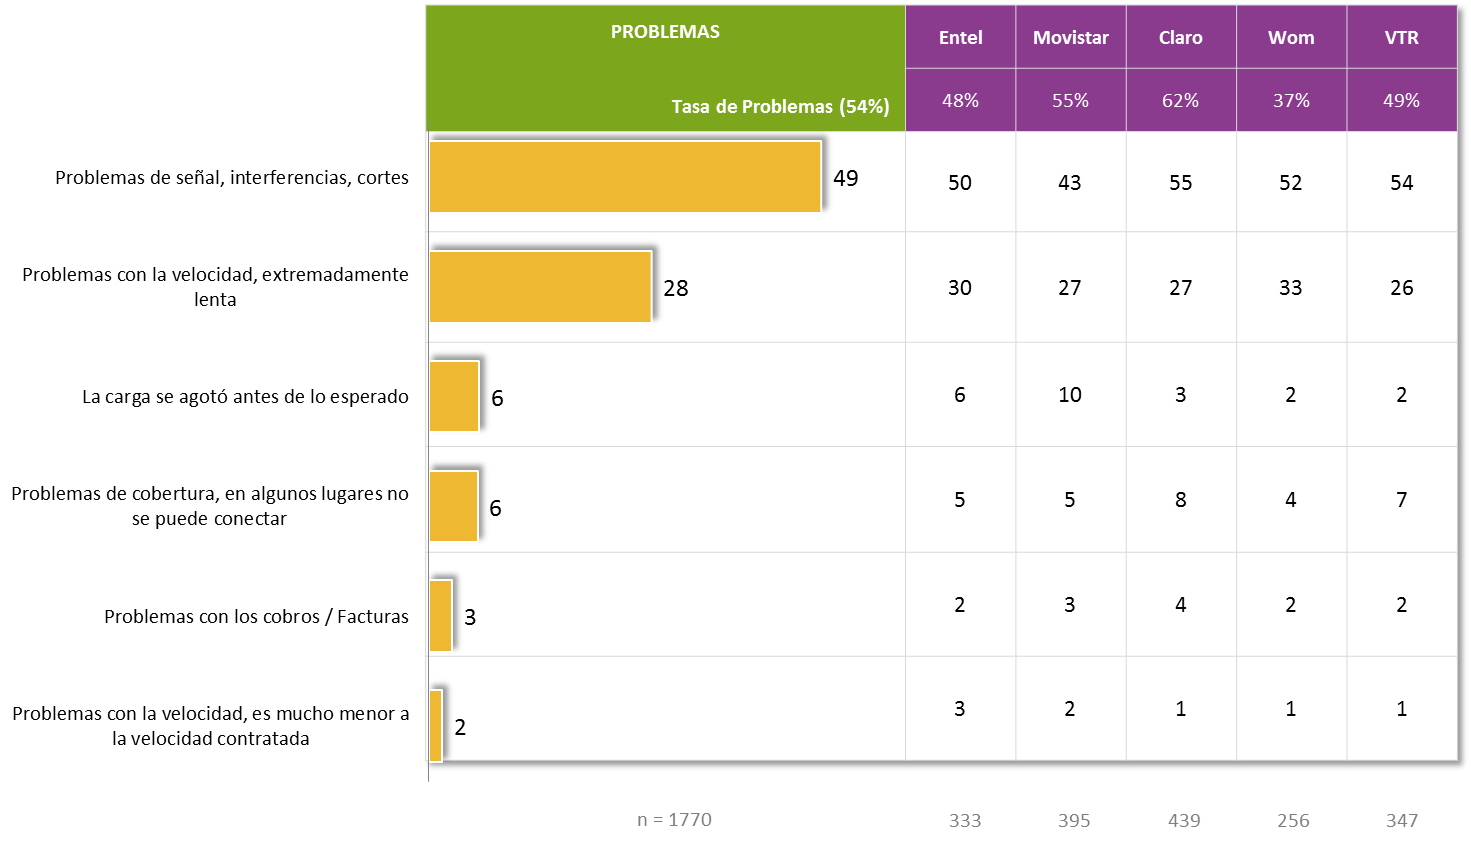 PROBLEMAS
Entel Movistar Claro Wom VTR
Tasa de Problemas (54%) 48% 55% 62% 37% 49%
Problemas de señal, interferencias, cortes 49 50 43 55 52 54
Problemas con la velocidad, extremadamente
lenta 28 30 27 27 33 26
La carga se agotó antes de lo esperado 6 6 10 3 2 2
Problemas de cobertura, en algunos lugares no
se puede conectar 6 5 5 8 4 7
Problemas con los cobros / Facturas 3 2 3 4 2 2
Problemas con la velocidad, es mucho menor a
la velocidad contratada 2 3 2 1 1 1
n = 1770 333 395 439 256 347